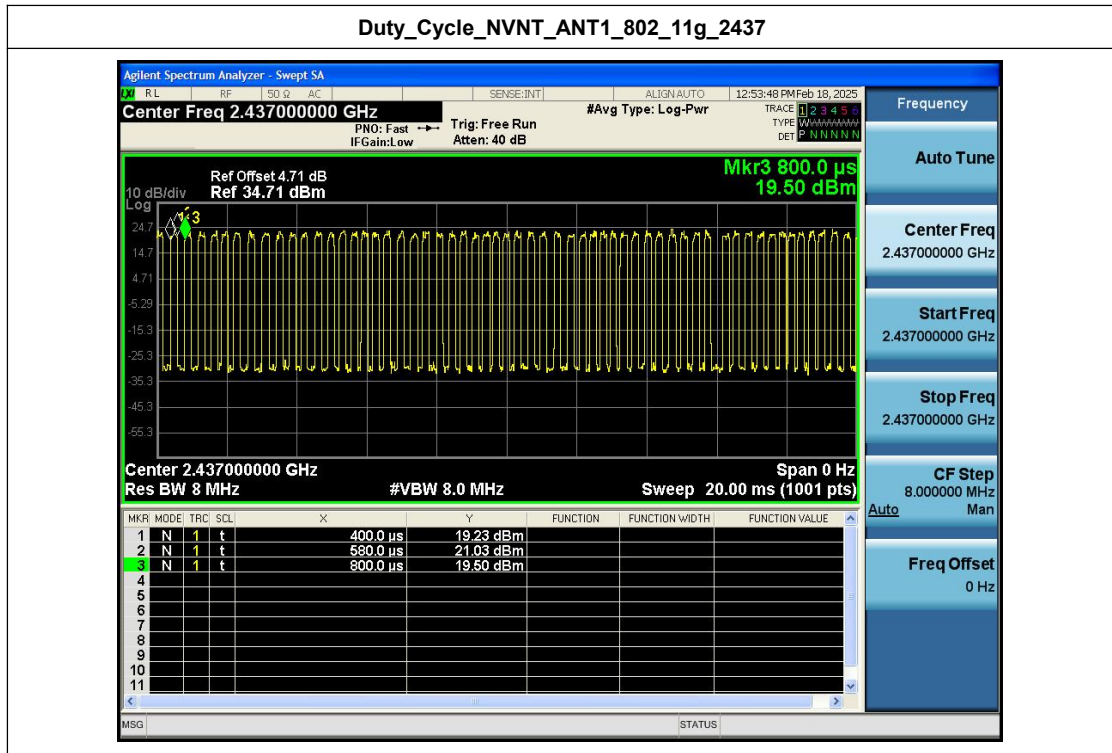 Duty_Cycle_NVNT_ANT1_802_11g_2437
Agilent Spectrum Analyzer - Swept SA
LXI RL RF 50 Ω AC SENSE:INT ALIGNAUTO 12:53:48 PM Feb 18, 2025
Center Freq 2.437000000 GHz #Avg Type: Log-Pwr TRACE 1 2 3 4 5 6
PNO: Fast Trig: Free Run TYPE
IFGain:Low Atten: 40 dB DET P N N N N N
Frequency
Auto Tune
Center Freq
2.437000000 GHz
Start Freq
2.437000000 GHz
Stop Freq
2.437000000 GHz
CF Step
8.000000 MHz
Auto Man
Freq Offset
0 Hz
Mkr3 800.0 µs
19.50 dBm
Ref Offset 4.71 dB
10 dB/div Ref 34.71 dBm
Log
3
24.7
14.7
4.71
-5.29
-15.3
-25.3
-35.3
-45.3
-55.3
Center 2.437000000 GHz Span 0 Hz
Res BW 8 MHz #VBW 8.0 MHz Sweep 20.00 ms (1001 pts)
MKR MODE TRC SCL X Y FUNCTION FUNCTION WIDTH FUNCTION VALUE
1 N 1 t 400.0 µs 19.23 dBm
2 N 1 t 580.0 µs 21.03 dBm
3 N 1 t 800.0 µs 19.50 dBm
4
5
6
7
8
9
10
11
MSG STATUS